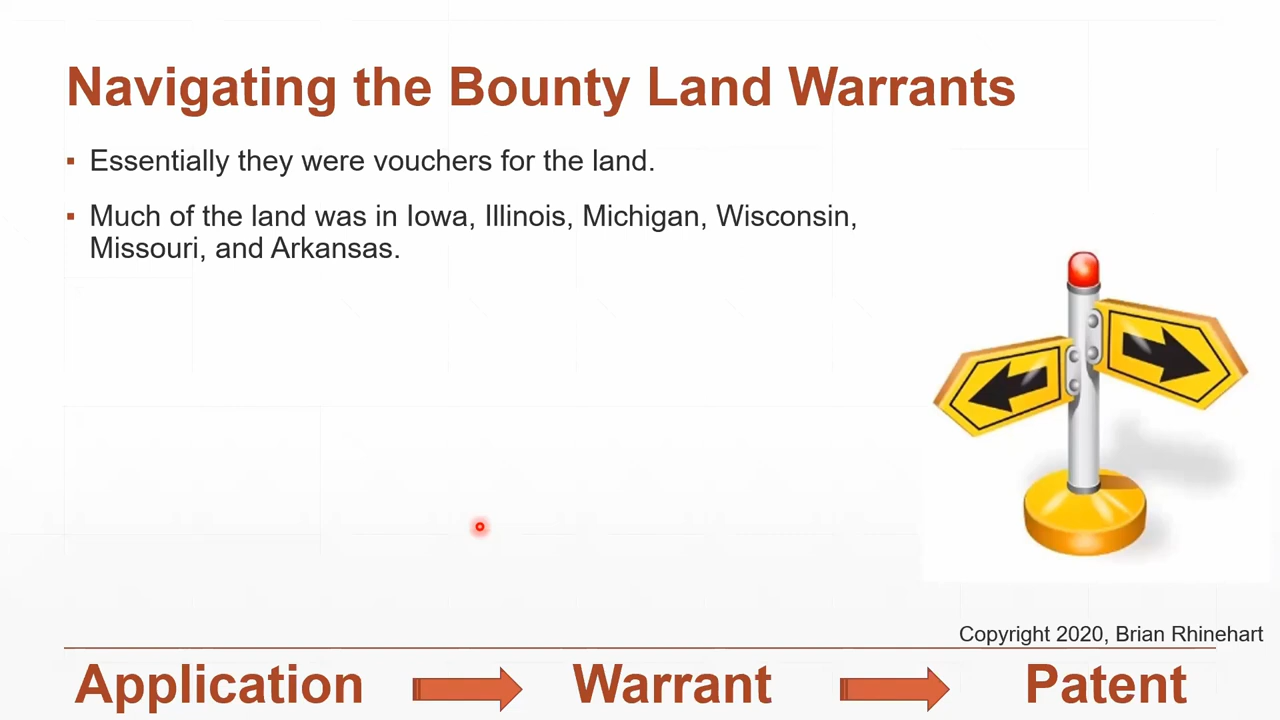 Navigating the Bounty Land Warrants
▪ Essentially they were vouchers for the land.
▪ Much of the land was in Iowa, Illinois, Michigan, Wisconsin,
Missouri, and Arkansas.
Copyright 2020, Brian Rhinehart
Application Warrant Patent